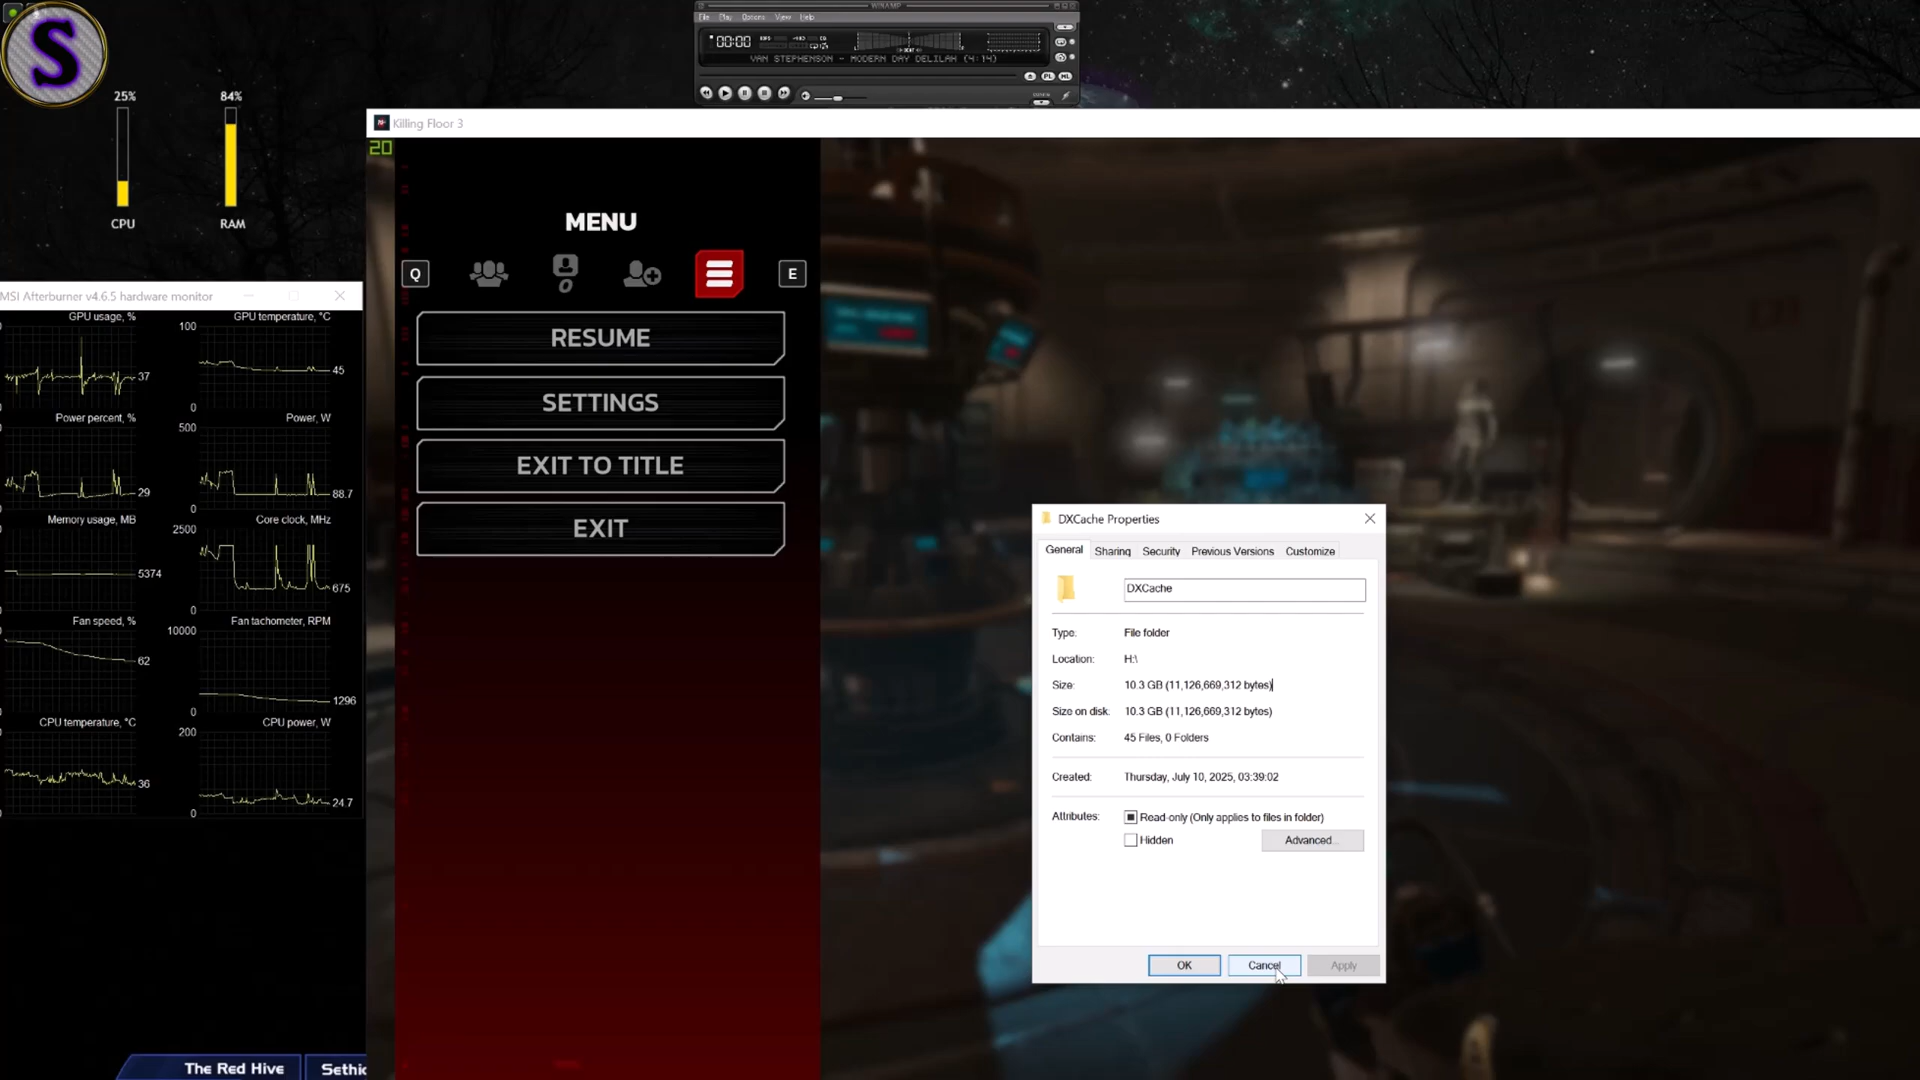 S
25%
84%
CPU
RAM
WINAMP
File Play Options View Help
00:00
VAN STEPHENSON - MODERN DAY DELILAH (4:14)
PL
ML
Killing Floor 3
20
MENU
Q
0
E
RESUME
SETTINGS
EXIT TO TITLE
EXIT
MSI Afterburner v4.6.5 hardware monitor
GPU usage, %
37
100
GPU temperature, °C
45
0
Power percent, %
29
500
Power, W
88.7
0
Memory usage, MB
5374
2500
Core clock, MHz
675
0
Fan speed, %
62
10000
Fan tachometer, RPM
1296
0
CPU temperature, °C
36
200
CPU power, W
24.7
0
DXCache Properties
General Sharing Security Previous Versions Customize
DXCache
Type: File folder
Location: H:\
Size: 10.3 GB (11,126,669,312 bytes)
Size on disk: 10.3 GB (11,126,669,312 bytes)
Contains: 45 Files, 0 Folders
Created: Thursday, July 10, 2025, 03:39:02
Attributes: Read-only (Only applies to files in folder)
Hidden
Advanced...
OK Cancel Apply
The Red Hive